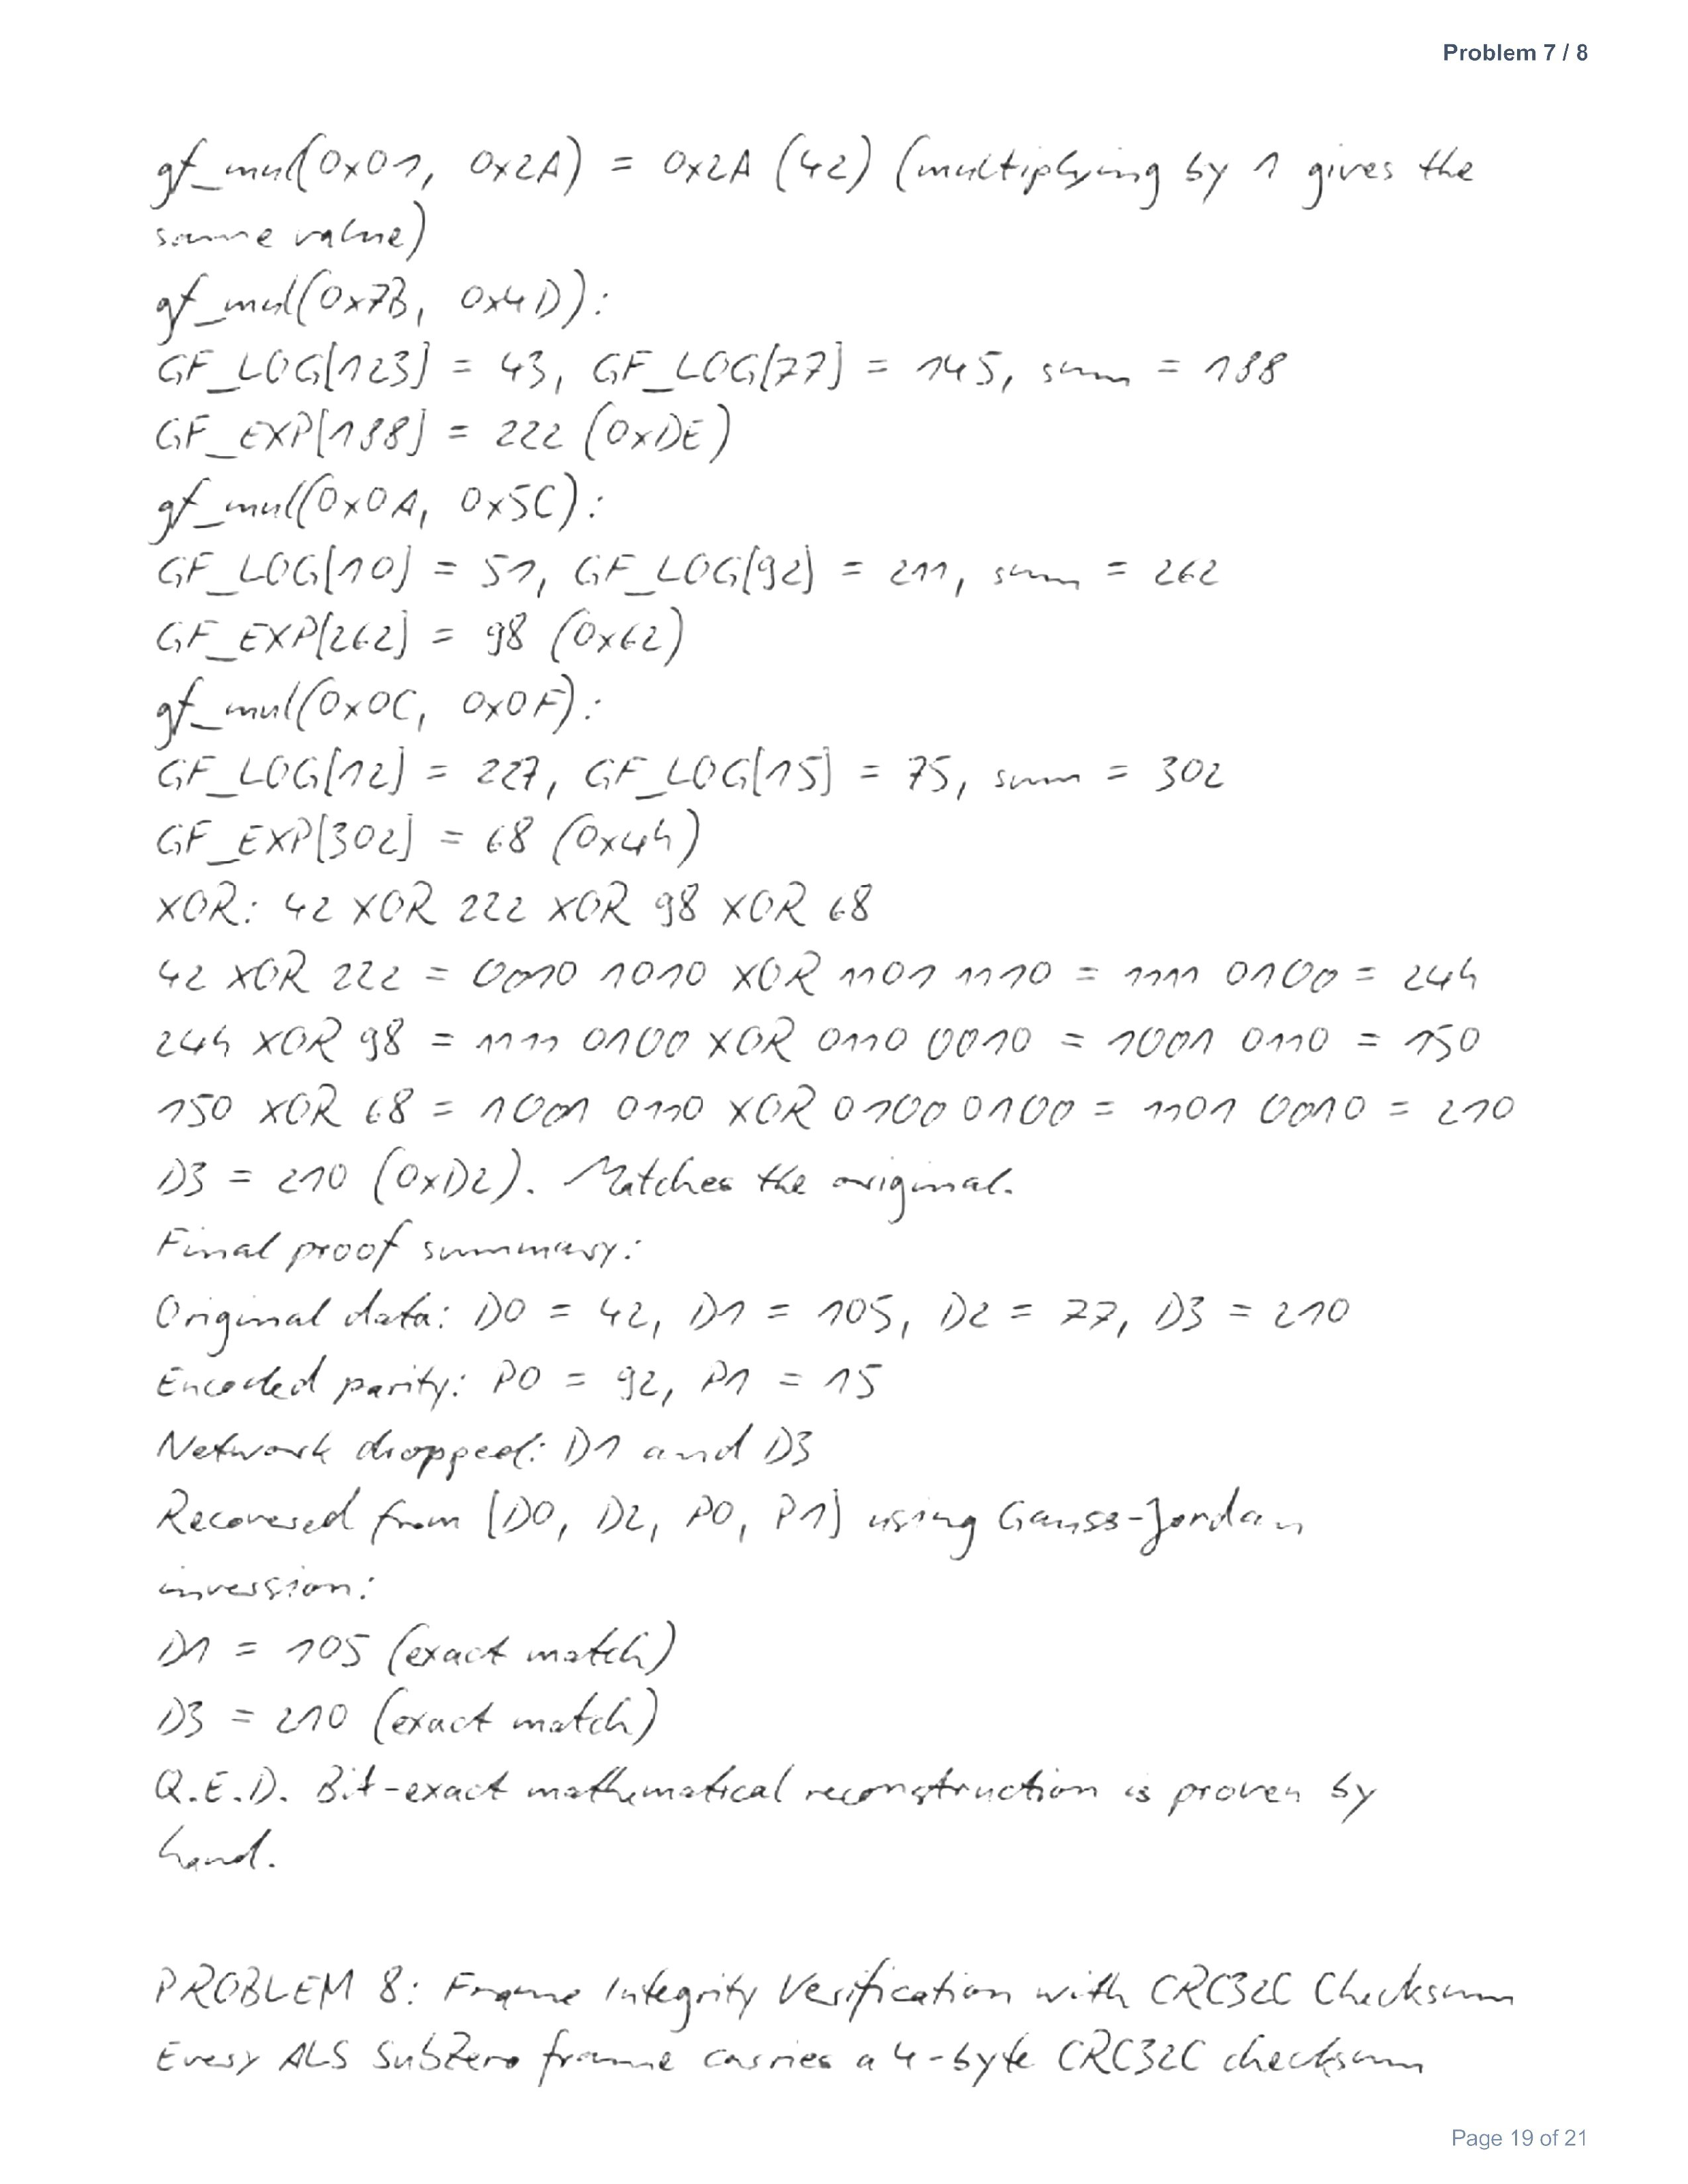 Problem 7 / 8
gf_mul(0x01, 0x2A) = 0x2A (42) (multiplying by 1 gives the
same value)
gf_mul(0x7B, 0x4D):
GF_LOG[123] = 43, GF_LOG[77] = 145, sum = 188
GF_EXP[188] = 222 (0xDE)
gf_mul(0x0A, 0x5C):
GF_LOG[10] = 51, GF_LOG[92] = 211, sum = 262
GF_EXP[262] = 98 (0x62)
gf_mul(0x0C, 0x0F):
GF_LOG[12] = 227, GF_LOG[15] = 75, sum = 302
GF_EXP[302] = 68 (0x44)
XOR: 42 XOR 222 XOR 98 XOR 68
42 XOR 222 = 0010 1010 XOR 1101 1110 = 1111 0100 = 244
244 XOR 98 = 1111 0100 XOR 0110 0010 = 1001 0110 = 150
150 XOR 68 = 1001 0110 XOR 0100 0100 = 1101 0010 = 210
D3 = 210 (0xD2). Matches the original.
Final proof summary:
Original data: D0 = 42, D1 = 105, D2 = 77, D3 = 210
Encoded parity: P0 = 92, P1 = 15
Network dropped: D1 and D3
Recovered from [D0, D2, P0, P1] using Gauss-Jordan
inversion:
D1 = 105 (exact match)
D3 = 210 (exact match)
Q.E.D. Bit-exact mathematical reconstruction is proven by
hand.
PROBLEM 8: Frame Integrity Verification with CRC32C Checksum
Every ALS SubZero frame carries a 4-byte CRC32C checksum
Page 19 of 21